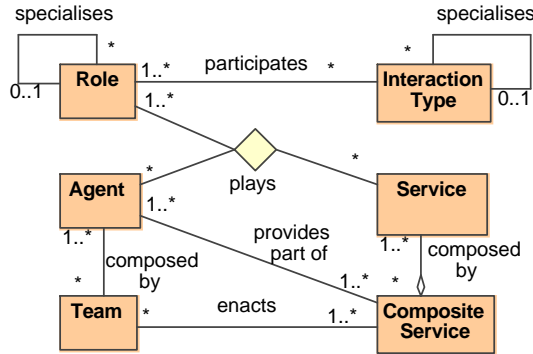 specialises
specialises
*
*
Role
1..*
participates
*
Interaction
Type
0..1
0..1
1..*
*
*
plays
Agent
1..*
Service
1..*
provides
part of
1..*
composed
by
composed
by
*
1..*
*
Team
*
enacts
1..*
Composite
Service